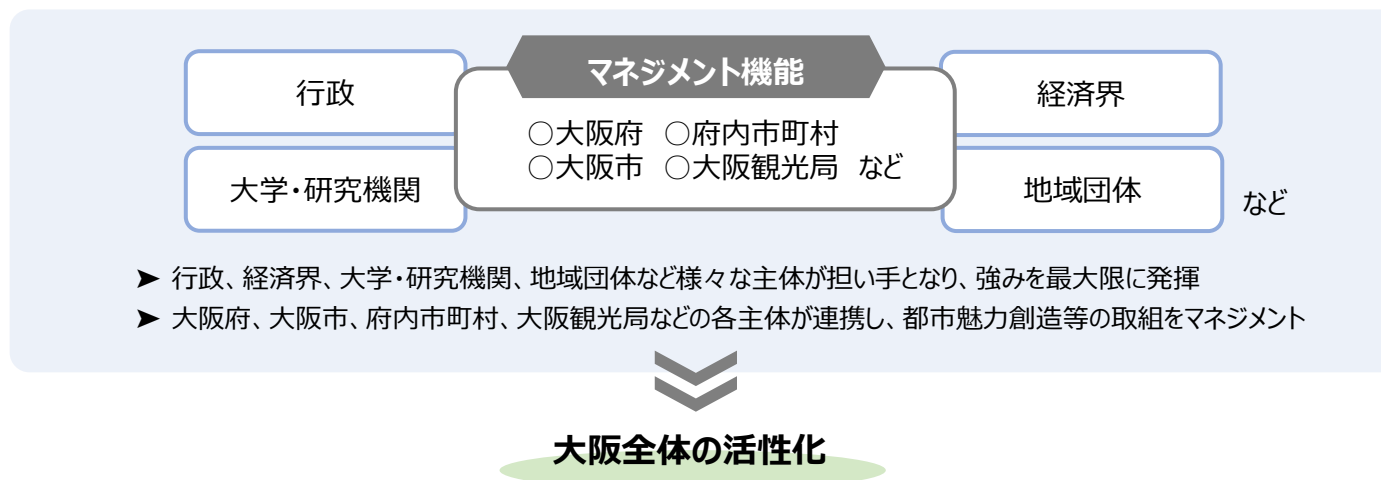 マネジメント機能
行政
経済界
○大阪府 ○府内市町村
○大阪市 ○大阪観光局 など
大学・研究機関
地域団体
など
➤ 行政、経済界、大学・研究機関、地域団体など様々な主体が担い手となり、強みを最大限に発揮
➤ 大阪府、大阪市、府内市町村、大阪観光局などの各主体が連携し、都市魅力創造等の取組をマネジメント
大阪全体の活性化